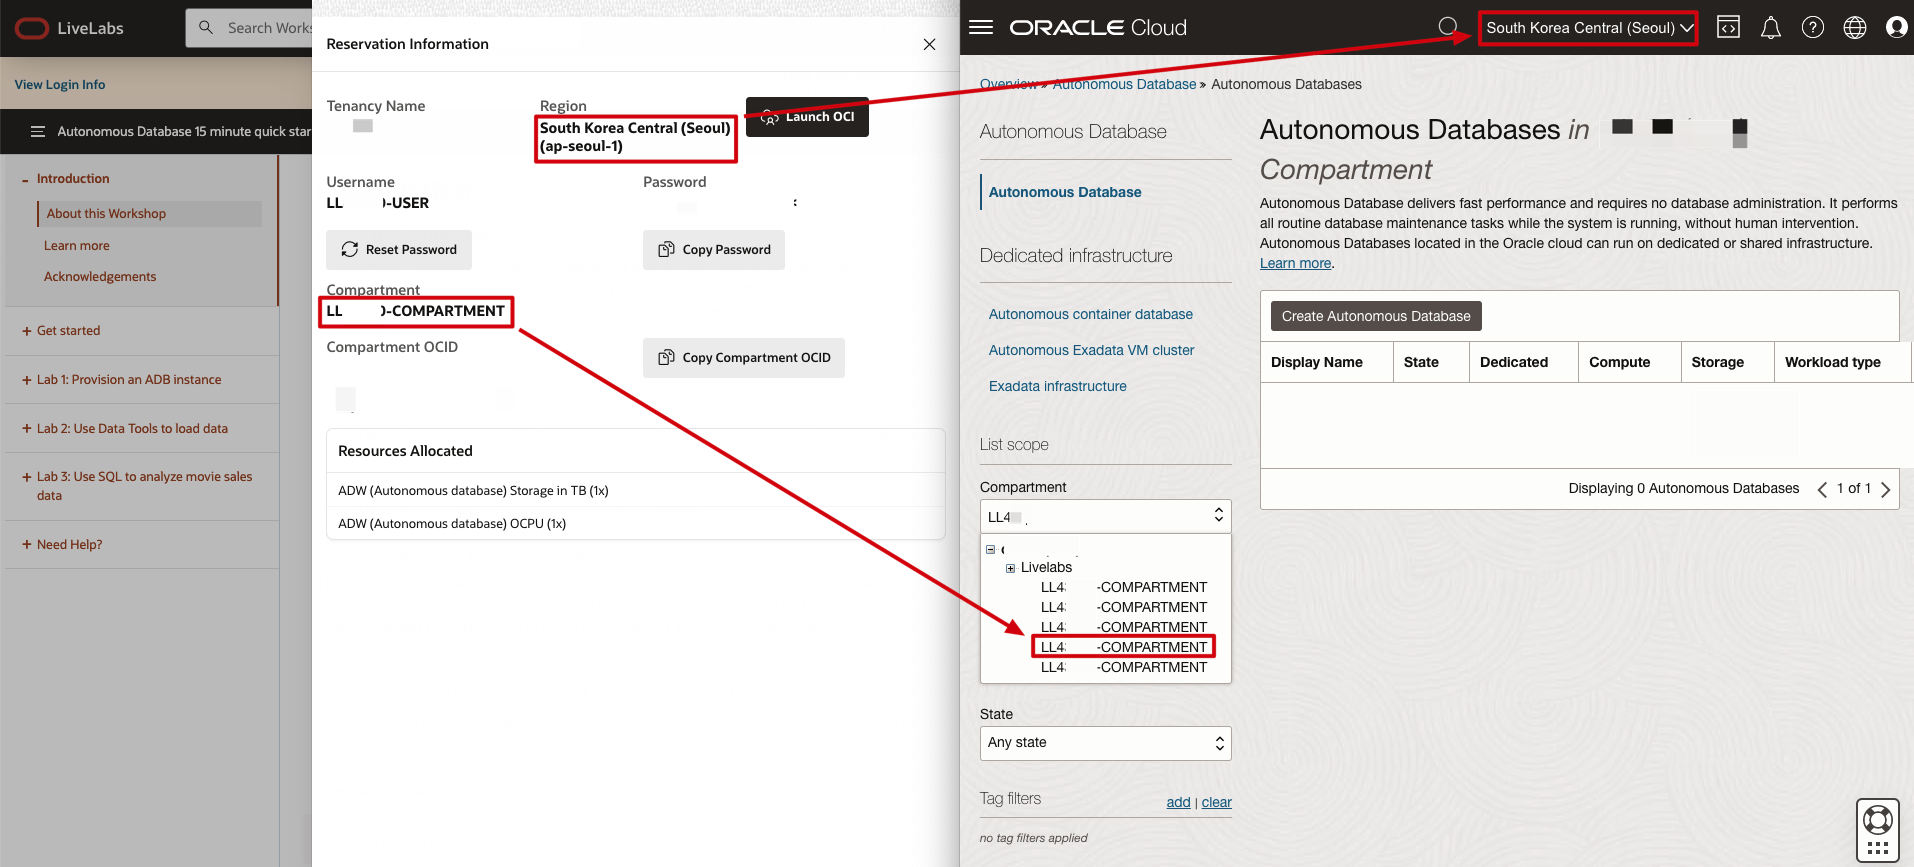 LiveLabs
Search Works
View Login Info
Autonomous Database 15 minute quick star
Introduction
About this Workshop
Learn more
Acknowledgements
+ Get started
+ Lab 1: Provision an ADB instance
+ Lab 2: Use Data Tools to load data
+ Lab 3: Use SQL to analyze movie sales
data
+ Need Help?
Reservation Information
Tenancy Name
Region
South Korea Central (Seoul)
(ap-seoul-1)
Launch OCI
Username
LL -USER
Password
Reset Password
Copy Password
Compartment
LL -COMPARTMENT
Compartment OCID
Copy Compartment OCID
Resources Allocated
ADW (Autonomous database) Storage in TB (1x)
ADW (Autonomous database) OCPU (1x)
ORACLE Cloud
South Korea Central (Seoul)
Overview » Autonomous Database » Autonomous Databases
Autonomous Database
Autonomous Database
Dedicated infrastructure
Autonomous container database
Autonomous Exadata VM cluster
Exadata infrastructure
List scope
Compartment
LL4
Livelabs
LL4 -COMPARTMENT
LL4 -COMPARTMENT
LL4 -COMPARTMENT
LL4 -COMPARTMENT
LL4 -COMPARTMENT
State
Any state
Tag filters
add | clear
no tag filters applied
Autonomous Databases in
Compartment
Autonomous Database delivers fast performance and requires no database administration. It performs
all routine database maintenance tasks while the system is running, without human intervention.
Autonomous Databases located in the Oracle cloud can run on dedicated or shared infrastructure.
Learn more.
Create Autonomous Database
Display Name State Dedicated Compute Storage Workload type
Displaying 0 Autonomous Databases 1 of 1